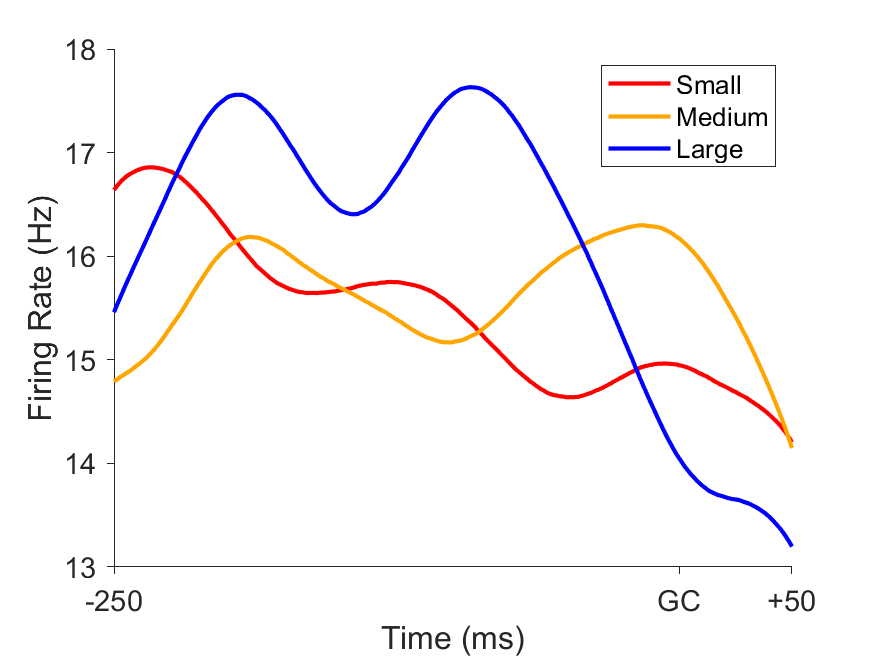 18
17
16
15
14
13
Firing Rate (Hz)
Small
Medium
Large
-250
GC
+50
Time (ms)